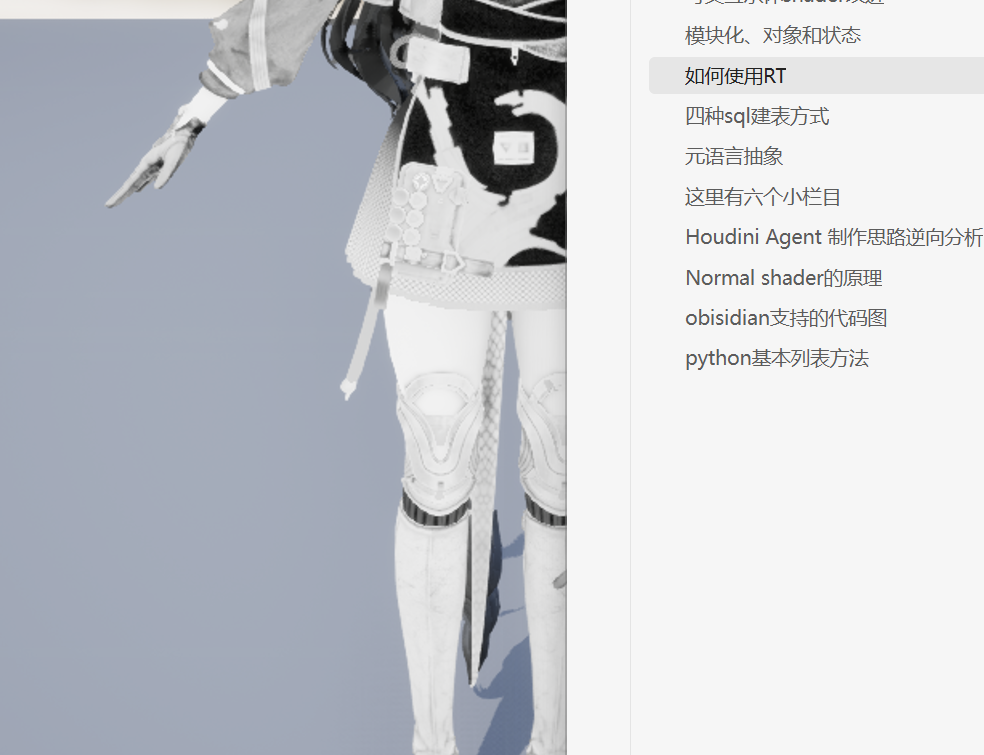 模块化、对象和状态
如何使用RT
四种sql建表方式
元语言抽象
这里有六个小栏目
Houdini Agent 制作思路逆向分析
Normal shader的原理
obisidian支持的代码图
python基本列表方法